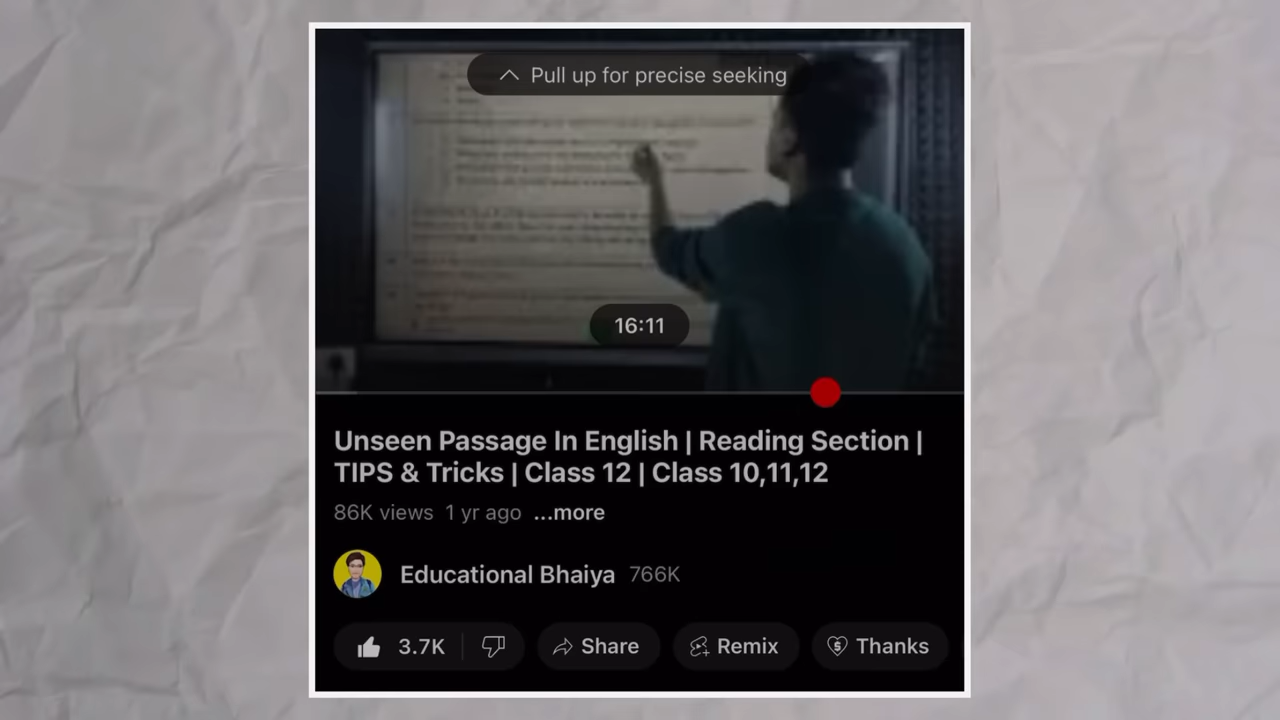 Pull up for precise seeking
16:11
Unseen Passage In English | Reading Section |
TIPS & Tricks | Class 12 | Class 10,11,12
86K views 1 yr ago ...more
Educational Bhaiya 766K
3.7K Share Remix Thanks